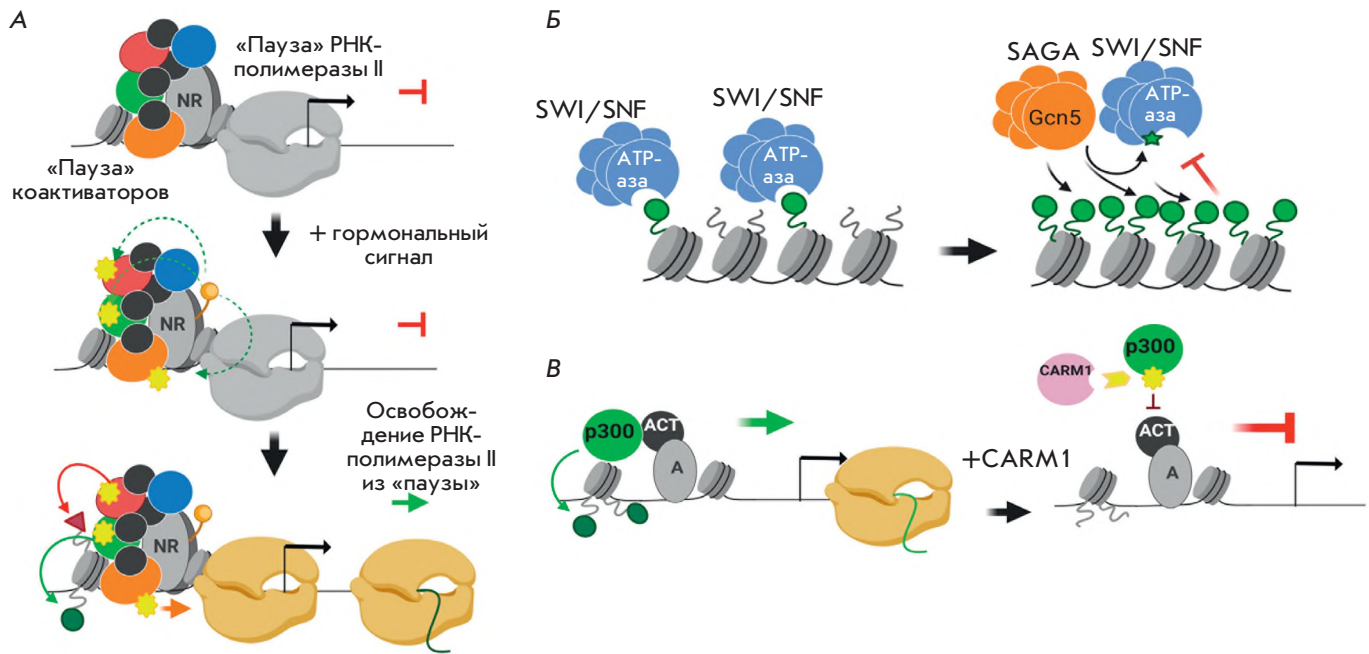 А
«Пауза» РНК-
полимеразы II
NR
«Пауза»
коактиваторов
+ гормональный
сигнал
NR
Освобож-
дение РНК-
полимеразы II
из «паузы»
NR
Б
SWI/SNF
АТР-
аза
SWI/SNF
АТР-
аза
SAGA
Gcn5
SWI/SNF
АТР-
аза
В
p300
ACT
A
+CARM1
CARM1
p300
ACT
A